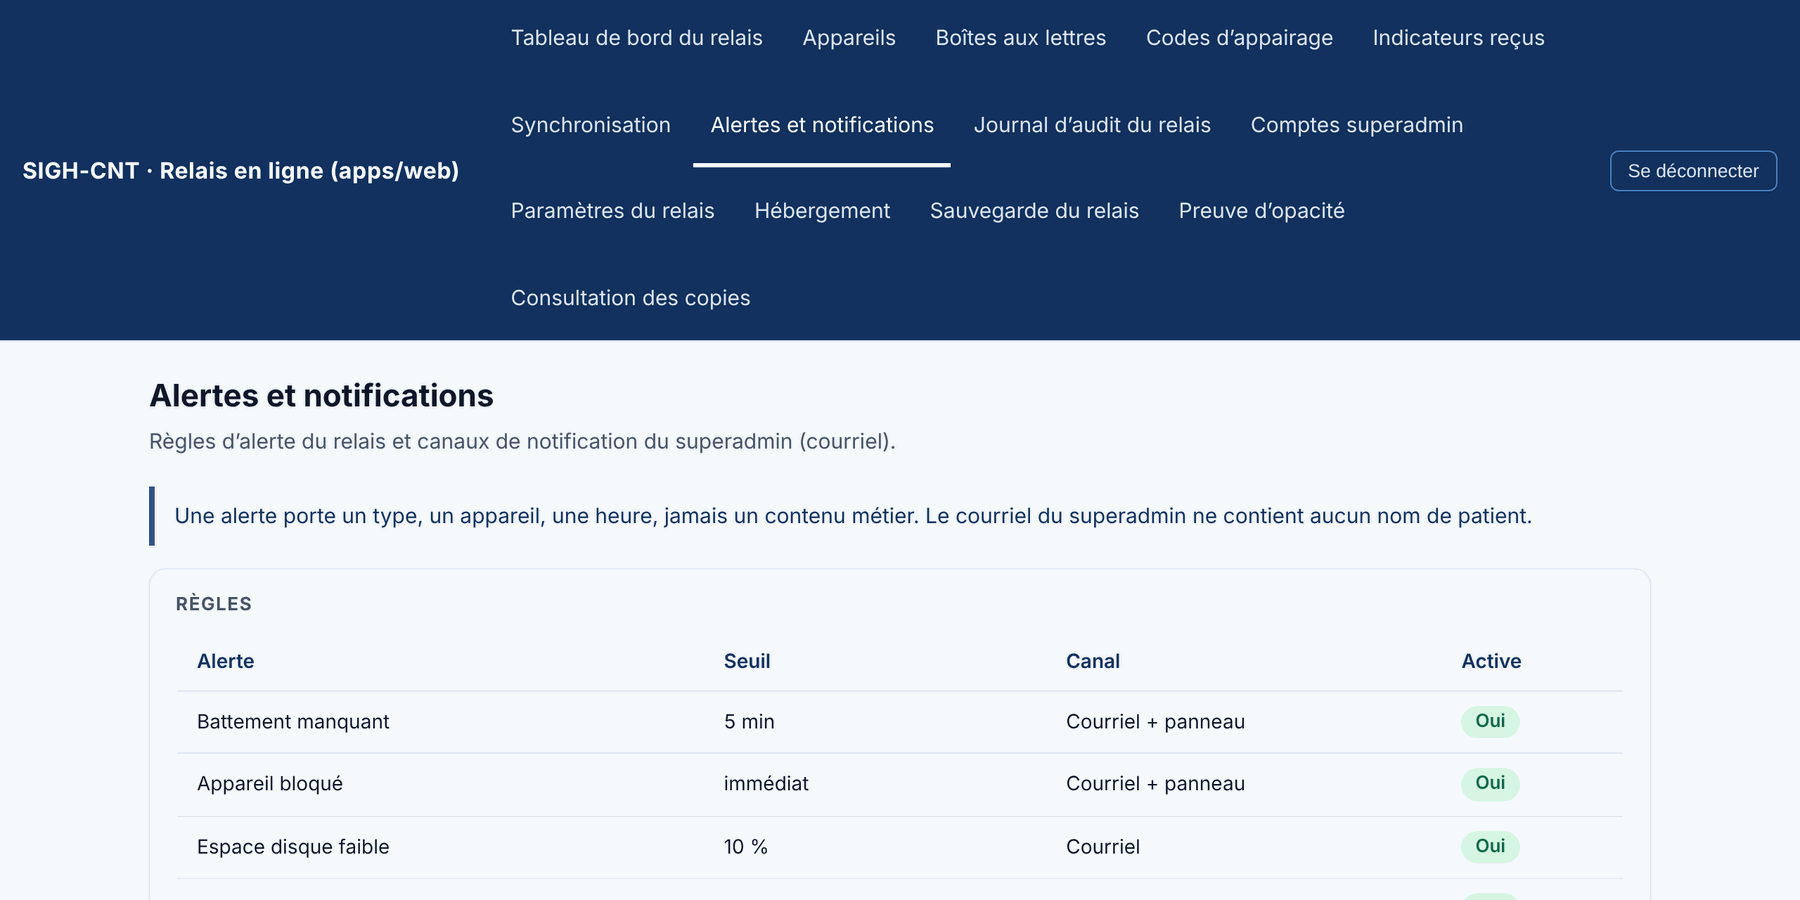 Tableau de bord du relais Appareils Boîtes aux lettres Codes d’appairage Indicateurs reçus
Synchronisation Alertes et notifications Journal d’audit du relais Comptes superadmin
SIGH-CNT · Relais en ligne (apps/web)
Se déconnecter
Paramètres du relais Hébergement Sauvegarde du relais Preuve d’opacité
Consultation des copies
Alertes et notifications
Règles d’alerte du relais et canaux de notification du superadmin (courriel).
Une alerte porte un type, un appareil, une heure, jamais un contenu métier. Le courriel du superadmin ne contient aucun nom de patient.
RÈGLES
Alerte Seuil Canal Active
Battement manquant 5 min Courriel + panneau Oui
Appareil bloqué immédiat Courriel + panneau Oui
Espace disque faible 10 % Courriel Oui